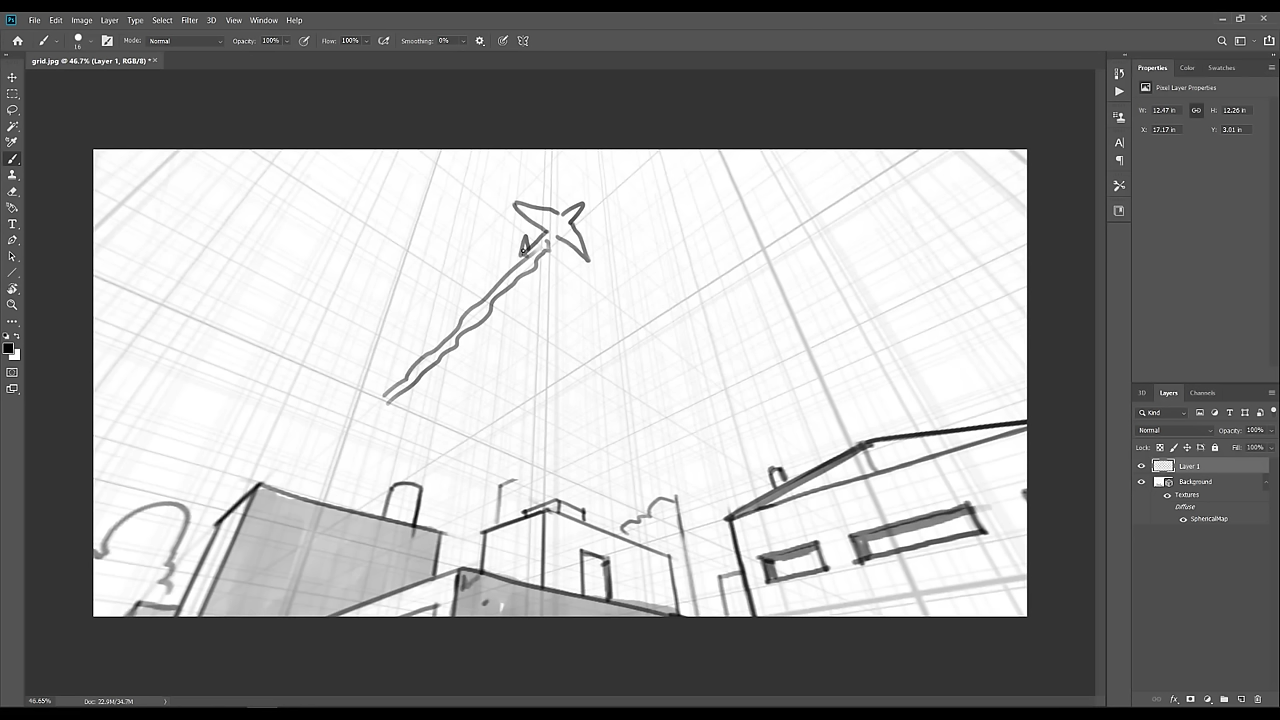 Ps File Edit Image Layer Type Select Filter 3D View Window Help
16 Mode: Normal Opacity: 100% Flow: 100% Smoothing: 0%
grid.jpg @ 46.7% (Layer 1, RGB/8) *
Properties Color Swatches
Pixel Layer Properties
W: 12.47 in H: 12.26 in
X: 17.17 in Y: 3.01 in
3D Layers Channels
Kind
Normal Opacity: 100%
Lock: Fill: 100%
Layer 1
Background
Textures
Diffuse
SphericalMap
46.65% Doc: 22.9M/34.7M